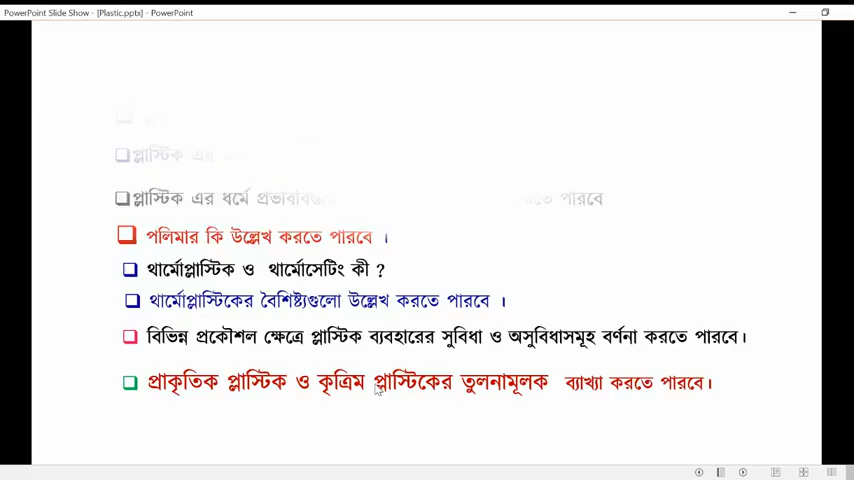 PowerPoint Slide Show - [Plastic.pptx] - PowerPoint
প্লাস্টিক এর
প্লাস্টিক এর ধর্মে করতে পারবে
পলিমার কি উল্লেখ করতে পারবে ।
থার্মোপ্লাস্টিক ও থার্মোসেটিং কী ?
থার্মোপ্লাস্টিকের বৈশিষ্ট্যগুলো উল্লেখ করতে পারবে ।
বিভিন্ন প্রকৌশল ক্ষেত্রে প্লাস্টিক ব্যবহারের সুবিধা ও অসুবিধাসমূহ বর্ণনা করতে পারবে।
প্রাকৃতিক প্লাস্টিক ও কৃত্রিম প্লাস্টিকের তুলনামূলক ব্যাখ্যা করতে পারবে।